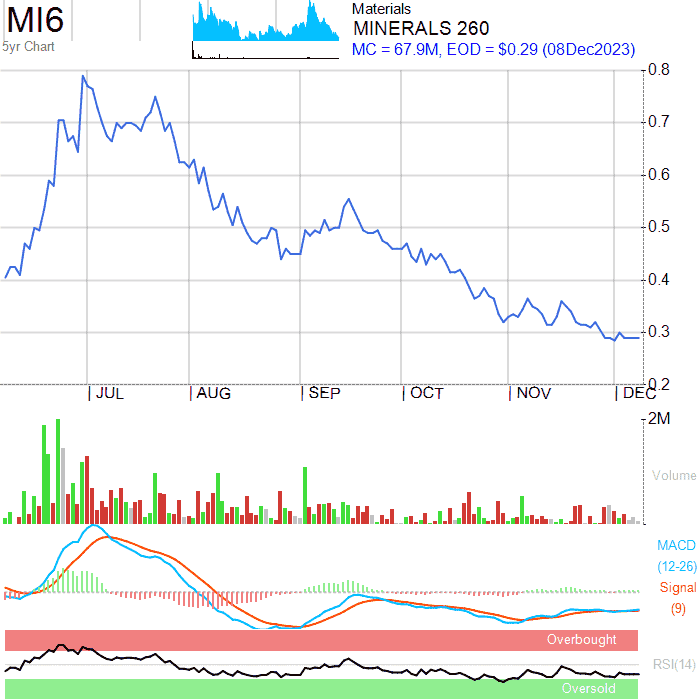 MI6
5yr Chart
Materials
MINERALS 260
MC = 67.9M, EOD = $0.29 (08Dec2023)
0.8
0.7
0.6
0.5
0.4
0.3
0.2
JUL AUG SEP OCT NOV DEC
2M
Volume
MACD
(12-26)
Signal
(9)
Overbought
RSI(14)
Oversold